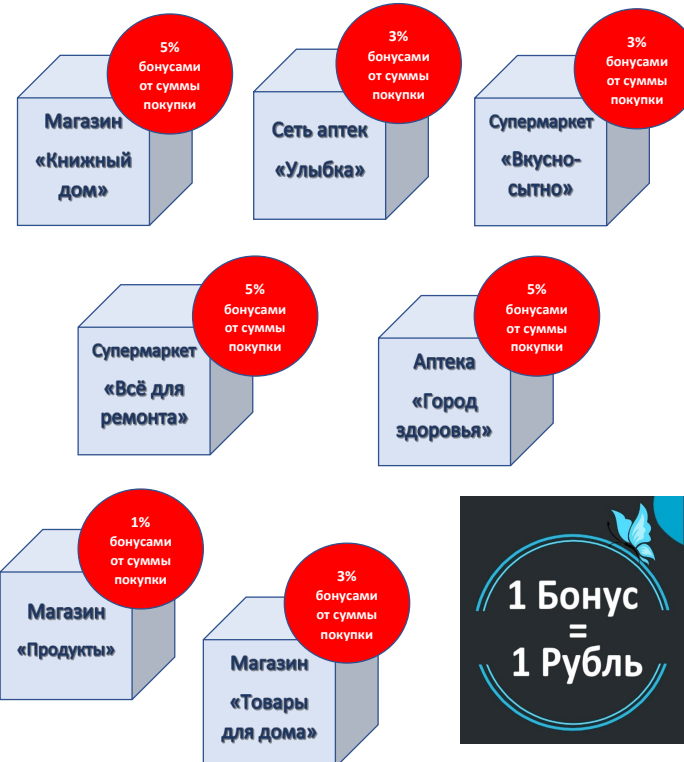 5%
бонусами
от суммы
покупки
Магазин
«Книжный
дом»
3%
бонусами
от суммы
покупки
Сеть аптек
«Улыбка»
3%
бонусами
от суммы
покупки
Супермаркет
«Вкусно-
сытно»
5%
бонусами
от суммы
покупки
Супермаркет
«Всё для
ремонта»
5%
бонусами
от суммы
покупки
Аптека
«Город
здоровья»
1%
бонусами
от суммы
покупки
Магазин
«Продукты»
3%
бонусами
от суммы
покупки
Магазин
«Товары
для дома»
1 Бонус
=
1 Рубль